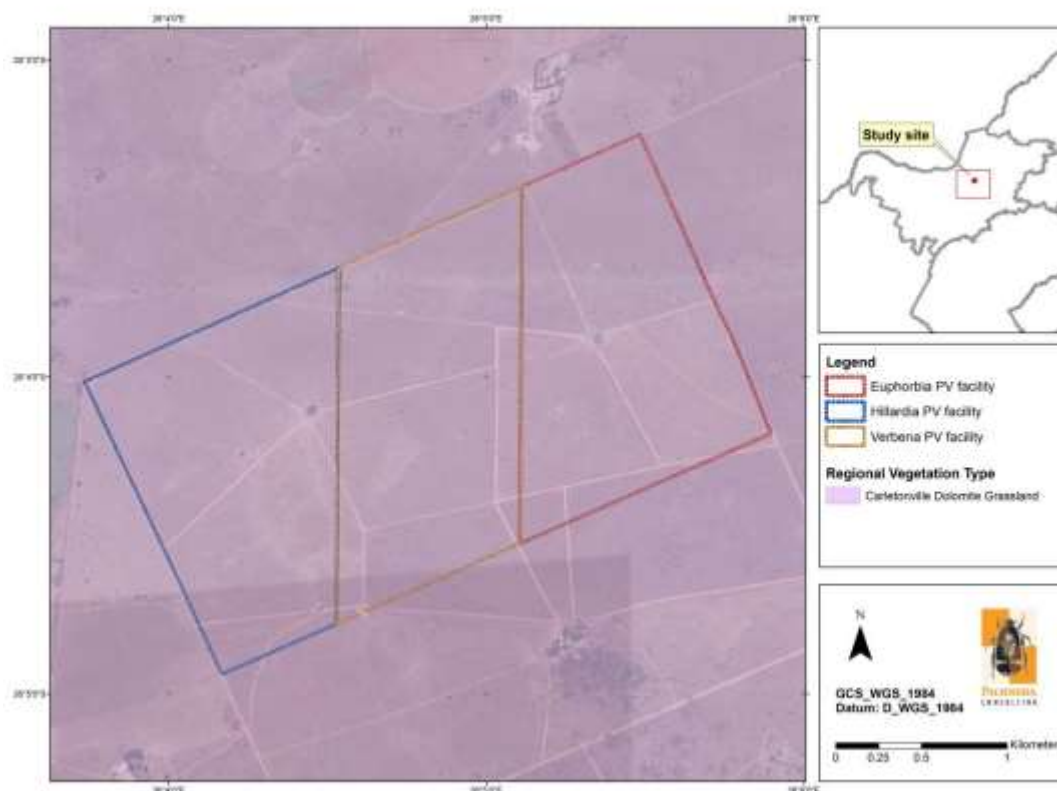 Study site
Legend
Euphorbia PV facility
Hillardia PV facility
Verbena PV facility
Regional Vegetation Type
Carletonville Dolomite Grassland
N
GCS_WGS_1984
Datum: D_WGS_1984
CONSULTING
Kilometers
0 0.25 0.5 1